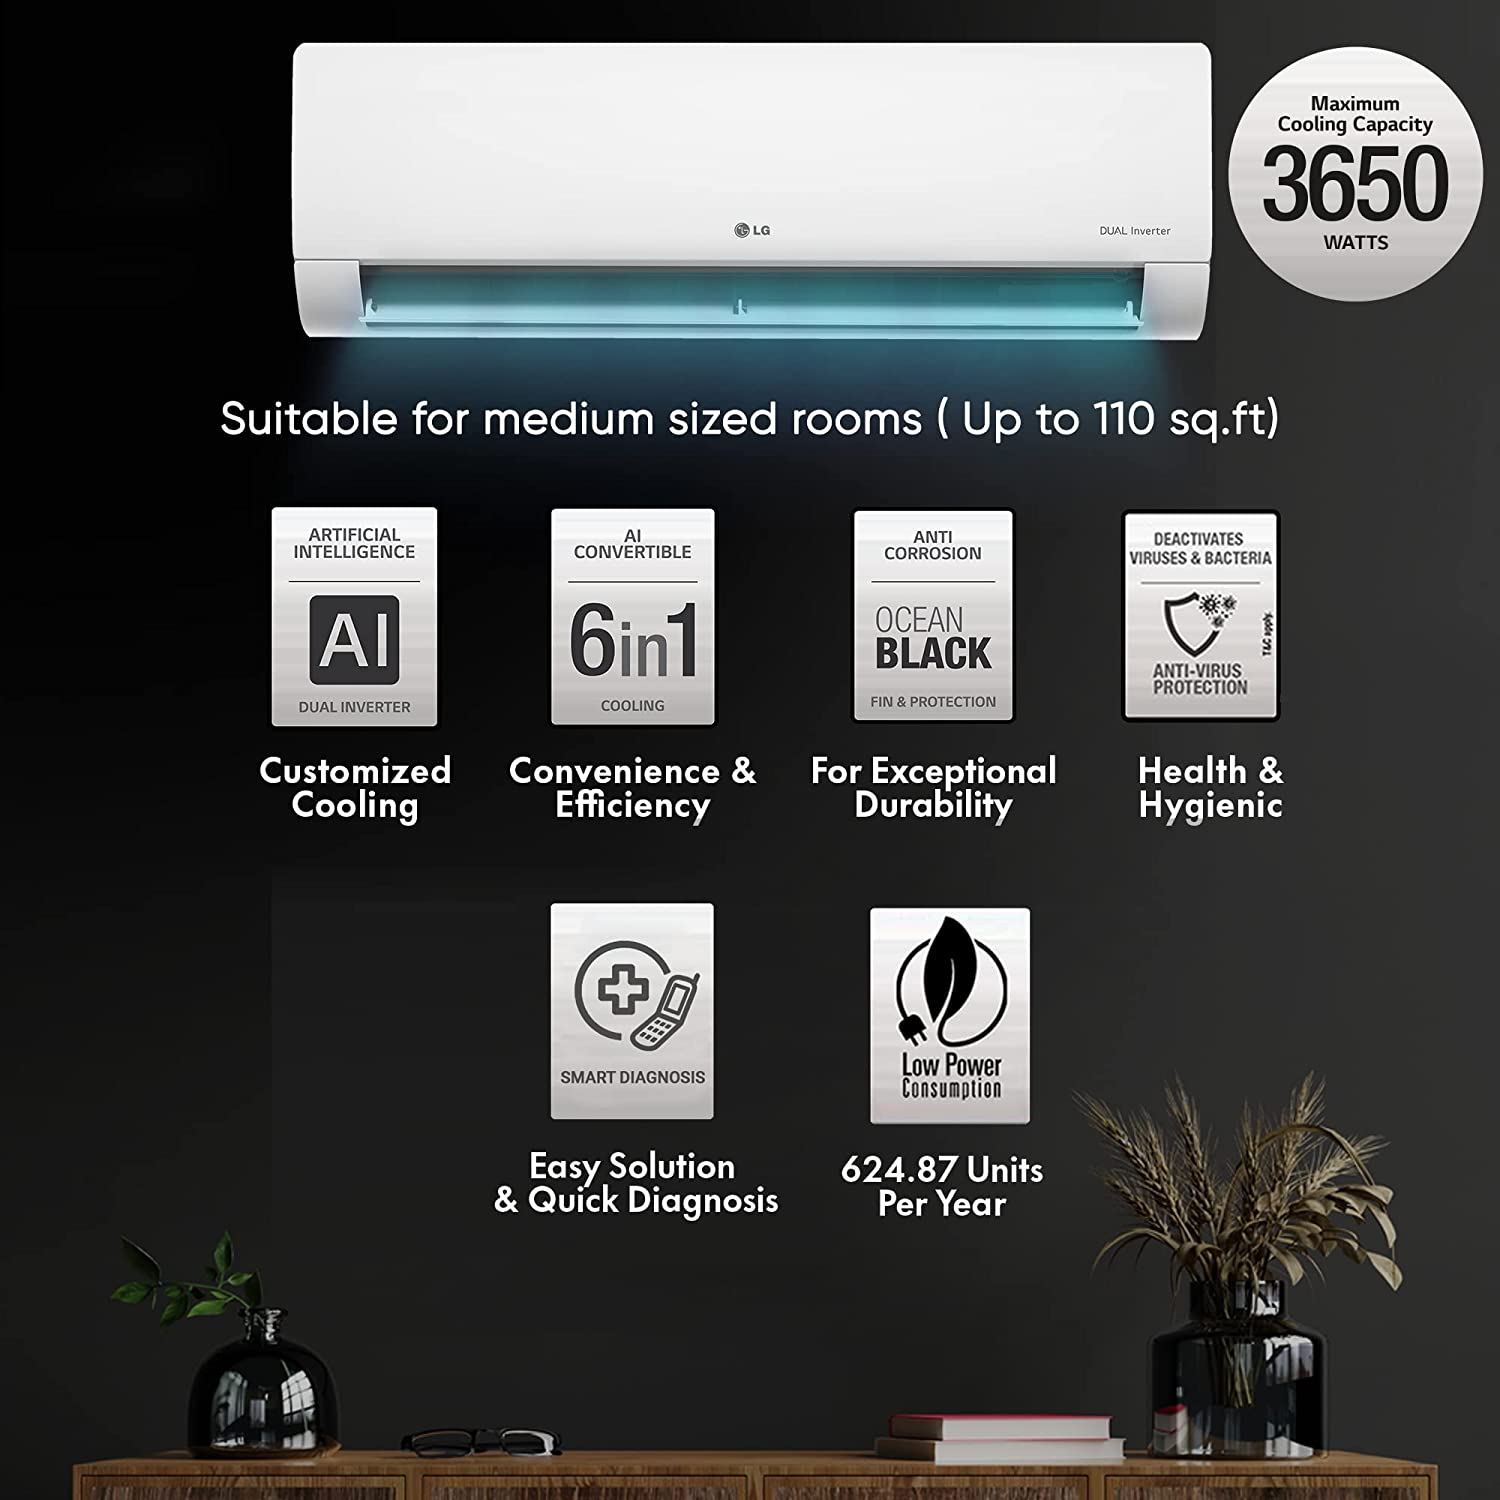 Maximum
Cooling Capacity
3650
WATTS
LG
DUAL Inverter
Suitable for medium sized rooms ( Up to 110 sq.ft)
ARTIFICIAL
INTELLIGENCE
AI
DUAL INVERTER
Customized
Cooling
AI
CONVERTIBLE
6in1
COOLING
Convenience &
Efficiency
ANTI
CORROSION
OCEAN
BLACK
FIN & PROTECTION
For Exceptional
Durability
DEACTIVATES
VIRUSES & BACTERIA
T&C apply.
ANTI-VIRUS
PROTECTION
Health &
Hygienic
SMART DIAGNOSIS
Easy Solution
& Quick Diagnosis
Low Power
Consumption
624.87 Units
Per Year